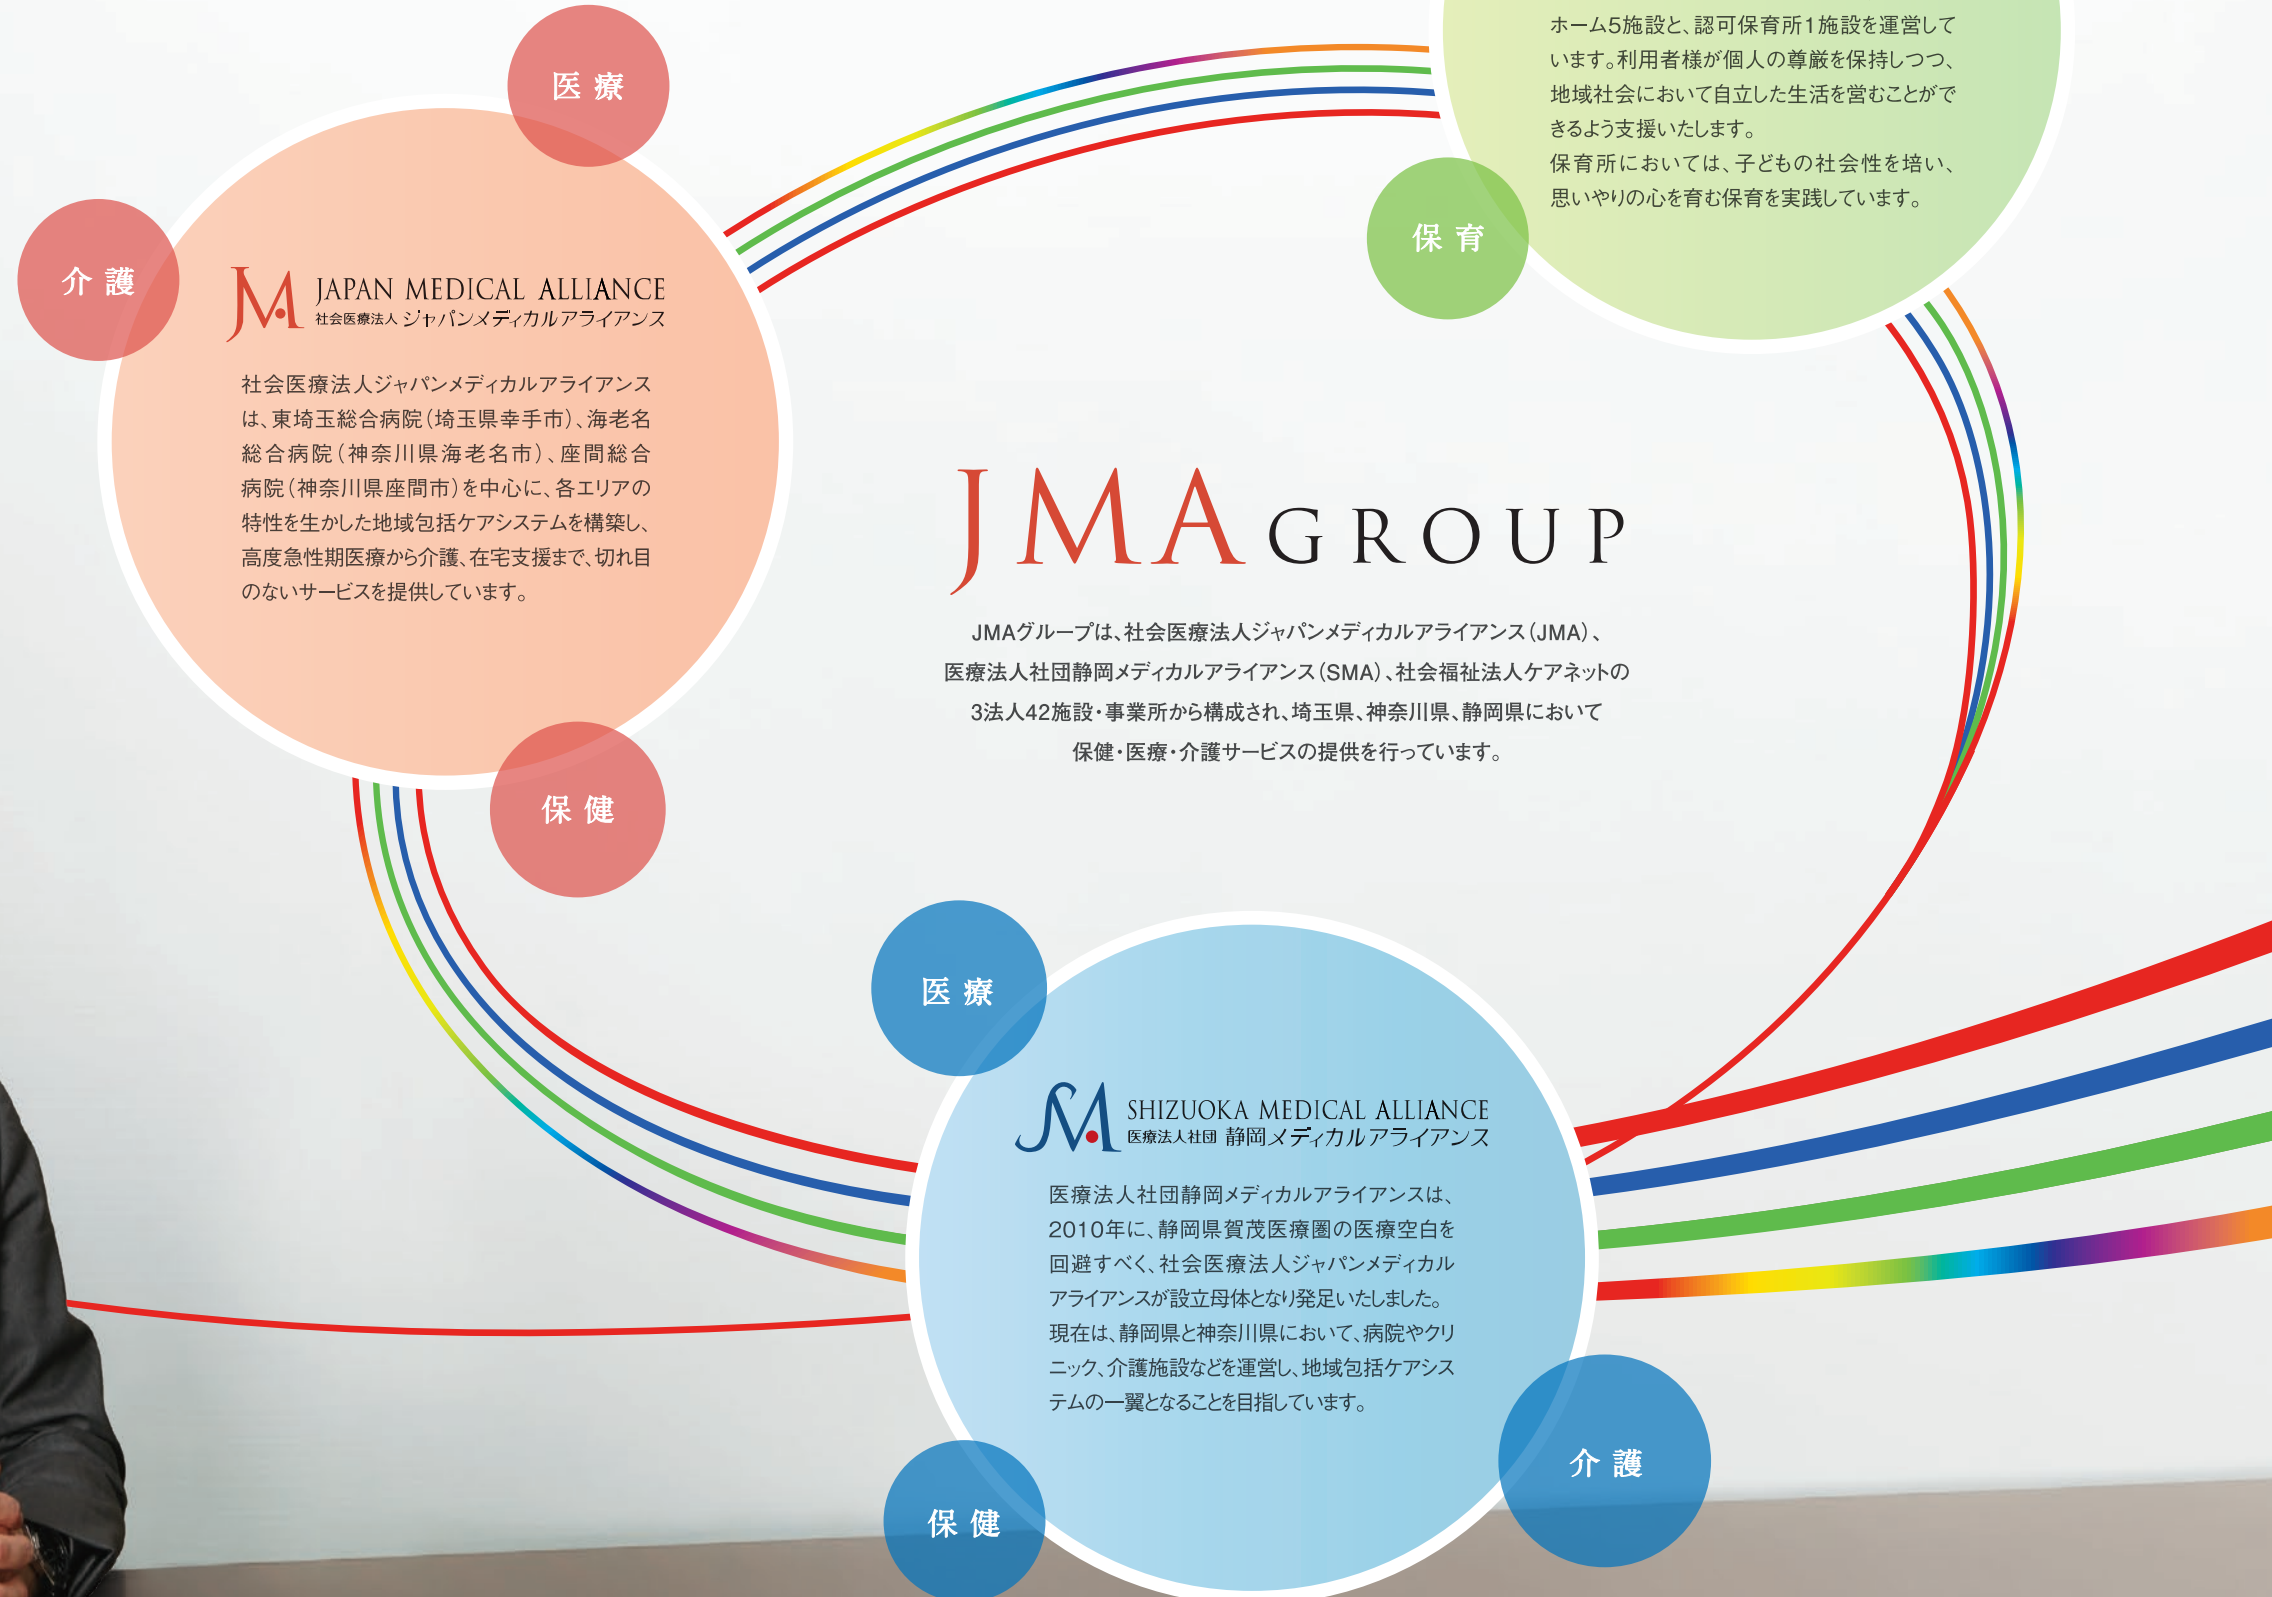 医療
介護
JM JAPAN MEDICAL ALLIANCE
社会医療法人 ジャパンメディカルアライアンス
社会医療法人ジャパンメディカルアライアンス
は、東埼玉総合病院(埼玉県幸手市)、海老名
総合病院(神奈川県海老名市)、座間総合
病院(神奈川県座間市)を中心に、各エリアの
特性を生かした地域包括ケアシステムを構築し、
高度急性期医療から介護、在宅支援まで、切れ目
のないサービスを提供しています。
保健
ホーム5施設と、認可保育所1施設を運営して
います。利用者様が個人の尊厳を保持しつつ、
地域社会において自立した生活を営むことがで
きるよう支援いたします。
保育所においては、子どもの社会性を培い、
思いやりの心を育む保育を実践しています。
保育
JMA GROUP
JMAグループは、社会医療法人ジャパンメディカルアライアンス(JMA)、
医療法人社団静岡メディカルアライアンス(SMA)、社会福祉法人ケアネットの
3法人42施設・事業所から構成され、埼玉県、神奈川県、静岡県において
保健・医療・介護サービスの提供を行っています。
医療
SM SHIZUOKA MEDICAL ALLIANCE
医療法人社団 静岡メディカルアライアンス
医療法人社団静岡メディカルアライアンスは、
2010年に、静岡県賀茂医療圏の医療空白を
回避すべく、社会医療法人ジャパンメディカル
アライアンスが設立母体となり発足いたしました。
現在は、静岡県と神奈川県において、病院やクリ
ニック、介護施設などを運営し、地域包括ケアシス
テムの一翼となることを目指しています。
介護
保健